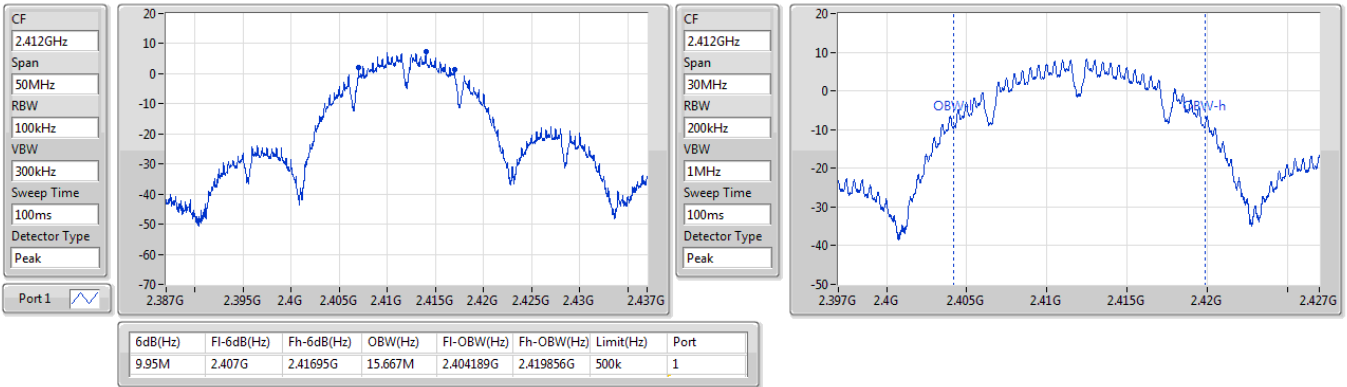 CF
2.412GHz
Span
50MHz
RBW
100kHz
VBW
300kHz
Sweep Time
100ms
Detector Type
Peak
Port 1
20
10
0
-10
-20
-30
-40
-50
-60
-70
2.387G 2.395G 2.4G 2.405G 2.41G 2.415G 2.42G 2.425G 2.43G 2.437G
CF
2.412GHz
Span
30MHz
RBW
200kHz
VBW
1MHz
Sweep Time
100ms
Detector Type
Peak
20
10
0
-10
-20
-30
-40
-50
OBW-h
2.397G 2.4G 2.405G 2.41G 2.415G 2.42G 2.427G
6dB(Hz) Fl-6dB(Hz) Fh-6dB(Hz) OBW(Hz) Fl-OBW(Hz) Fh-OBW(Hz) Limit(Hz) Port
9.95M 2.407G 2.41695G 15.667M 2.404189G 2.419856G 500k 1